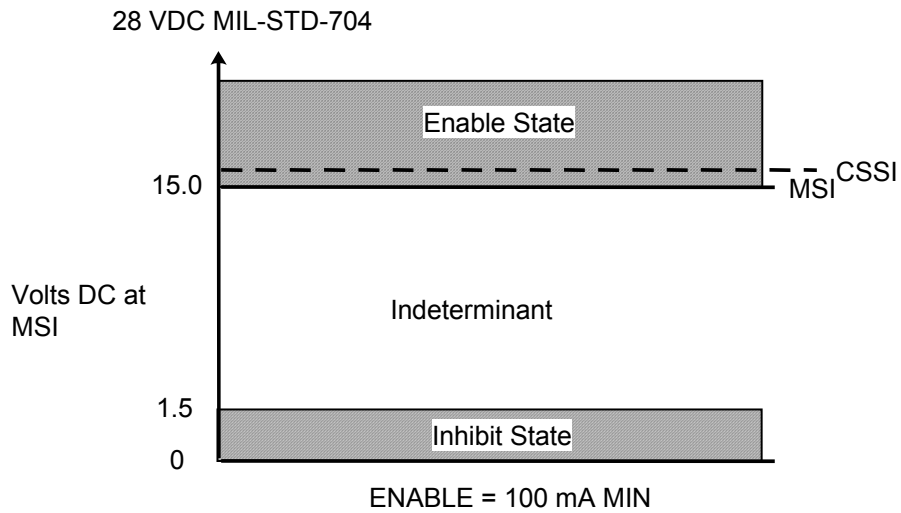 28 VDC MIL-STD-704
Enable State
CSSI
15.0
MSI
Volts DC at
MSI
Indeterminant
1.5
Inhibit State
0
ENABLE = 100 mA MIN